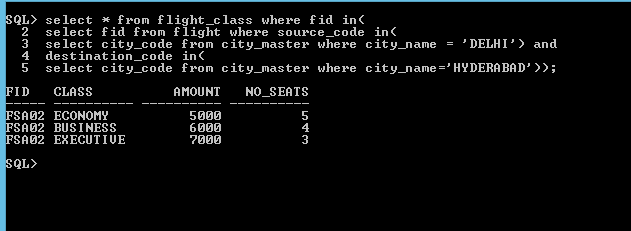 SQL> select * from flight_class where fid in(
2 select fid from flight where source_code in(
3 select city_code from city_master where city_name = 'DELHI') and
4 destination_code in(
5 select city_code from city_master where city_name='HYDERABAD'));
FID CLASS AMOUNT NO_SEATS
----- ---------- ---------- ----------
FSA02 ECONOMY 5000 5
FSA02 BUSINESS 6000 4
FSA02 EXECUTIVE 7000 3
SQL>